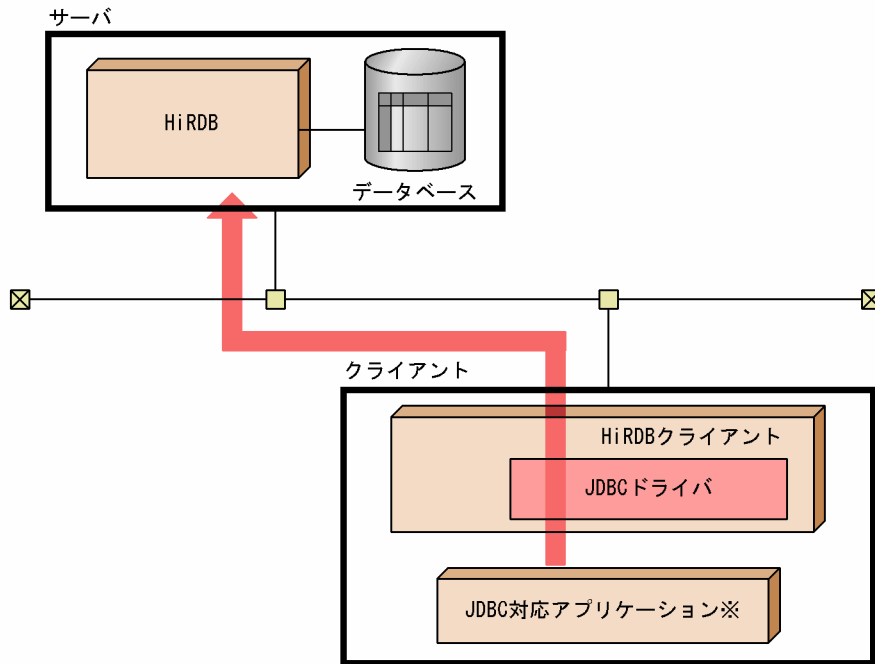 サーバ
HiRDB
データベース
クライアント
HiRDBクライアント
JDBCドライバ
JDBC対応アプリケーション※